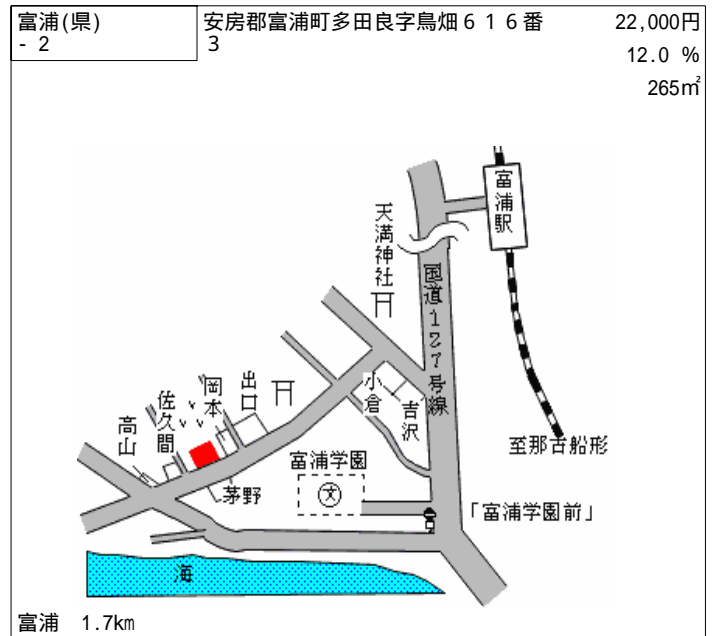 富浦(県)
- 2
安房郡富浦町多田良字鳥畑６１６番
３
22,000円
12.0 %
265㎡
富浦駅
天満神社
国道127号線
小倉
吉沢
至那古船形
出口
岡本
佐久間
高山
茅野
富浦学園
文
「富浦学園前」
海
富浦 1.7km